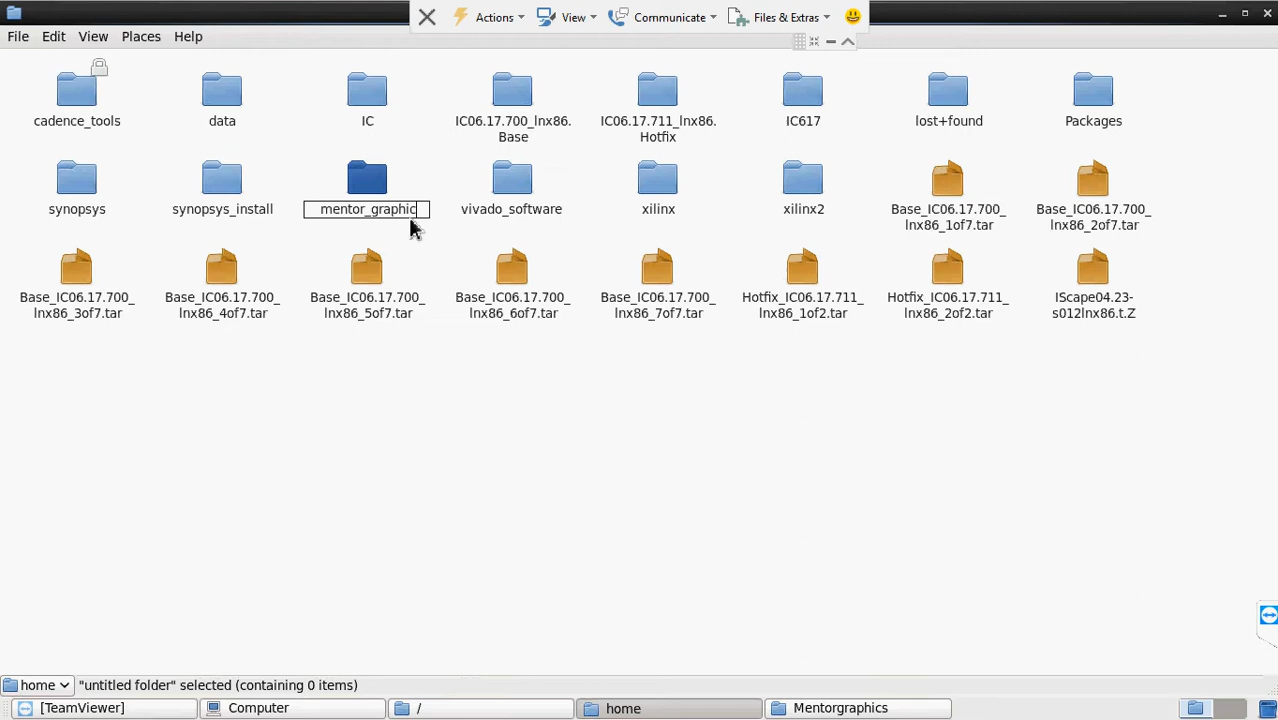 Actions View Communicate Files & Extras
File Edit View Places Help
cadence_tools data IC IC06.17.700_lnx86. IC06.17.711_lnx86. IC617 lost+found Packages
Base Hotfix
synopsys synopsys_install mentor_graphic vivado_software xilinx xilinx2 Base_IC06.17.700_ Base_IC06.17.700_
lnx86_1of7.tar lnx86_2of7.tar
Base_IC06.17.700_ Base_IC06.17.700_ Base_IC06.17.700_ Base_IC06.17.700_ Base_IC06.17.700_ Hotfix_IC06.17.711_ Hotfix_IC06.17.711_ IScape04.23-
lnx86_3of7.tar lnx86_4of7.tar lnx86_5of7.tar lnx86_6of7.tar lnx86_7of7.tar lnx86_1of2.tar lnx86_2of2.tar s012lnx86.t.Z
home "untitled folder" selected (containing 0 items)
[TeamViewer] Computer / home Mentorgraphics